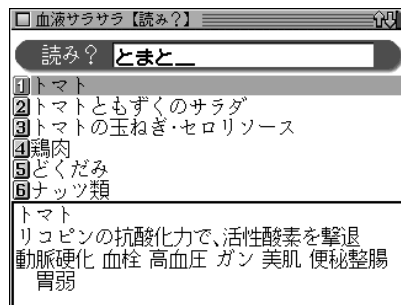 血液サラサラ【読み?】
読み? とまと＿
1トマト
2トマトともずくのサラダ
3トマトの玉ねぎ･セロリソース
4鶏肉
5どくだみ
6ナッツ類
トマト
リコピンの抗酸化力で、活性酸素を撃退
動脈硬化 血栓 高血圧 ガン 美肌 便秘整腸
胃弱